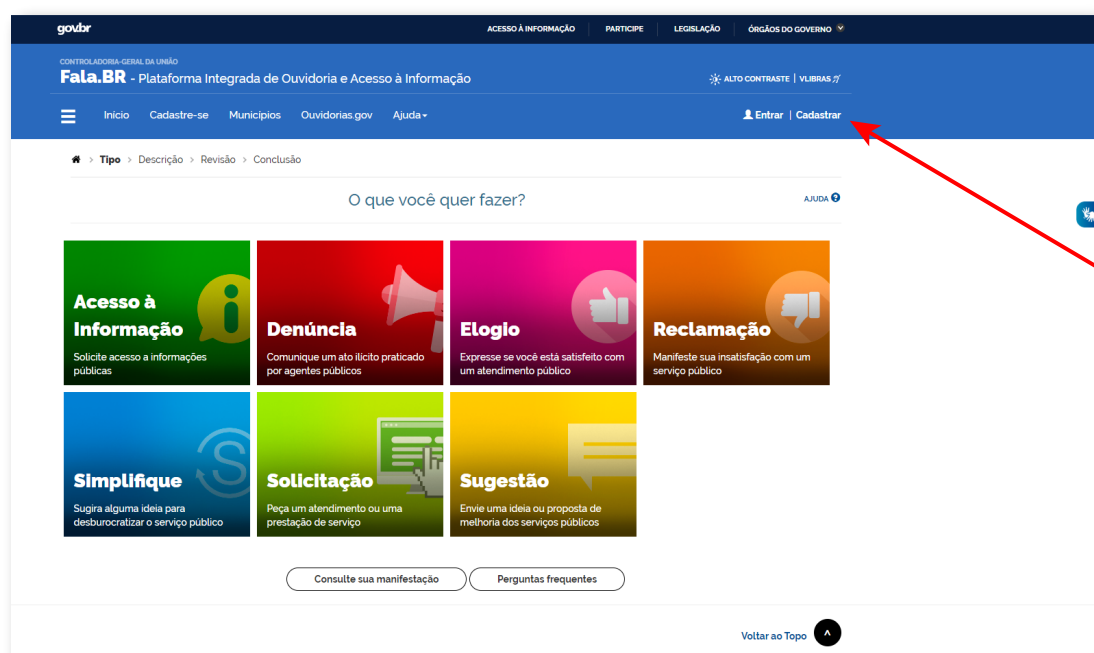 gov.br
ACESSO À INFORMAÇÃO PARTICIPE LEGISLAÇÃO ÓRGÃOS DO GOVERNO
CONTROLADORIA-GERAL DA UNIÃO
Fala.BR - Plataforma Integrada de Ouvidoria e Acesso à Informação
ALTO CONTRASTE | VLIBRAS
Início Cadastre-se Municípios Ouvidorias.gov Ajuda
Entrar | Cadastrar
> Tipo > Descrição > Revisão > Conclusão
O que você quer fazer?
AJUDA
Acesso à
Informação
Solicite acesso a informações
públicas
Denúncia
Comunique um ato ilícito praticado
por agentes públicos
Elogio
Expresse se você está satisfeito com
um atendimento público
Reclamação
Manifeste sua insatisfação com um
serviço público
Simplifique
Sugira alguma ideia para
desburocratizar o serviço público
Solicitação
Peça um atendimento ou uma
prestação de serviço
Sugestão
Envie uma ideia ou proposta de
melhoria dos serviços públicos
Consulte sua manifestação
Perguntas frequentes
Voltar ao Topo